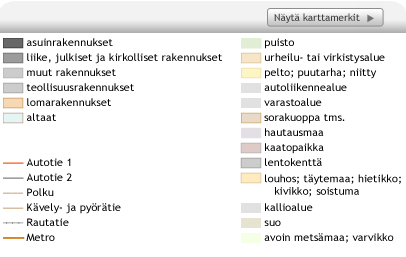 Näytä karttamerkit
asuinrakennukset
liike, julkiset ja kirkolliset rakennukset
muut rakennukset
teollisuusrakennukset
lomarakennukset
altaat
Autotie 1
Autotie 2
Polku
Kävely- ja pyörätie
Rautatie
Metro
puisto
urheilu- tai virkistysalue
pelto; puutarha; niitty
autoliikennealue
varastoalue
sorakuoppa tms.
hautausmaa
kaatopaikka
lentokenttä
louhos; täytemaa; hietikko;
kivikko; soistuma
kallioalue
suo
avoin metsämaa; varvikko